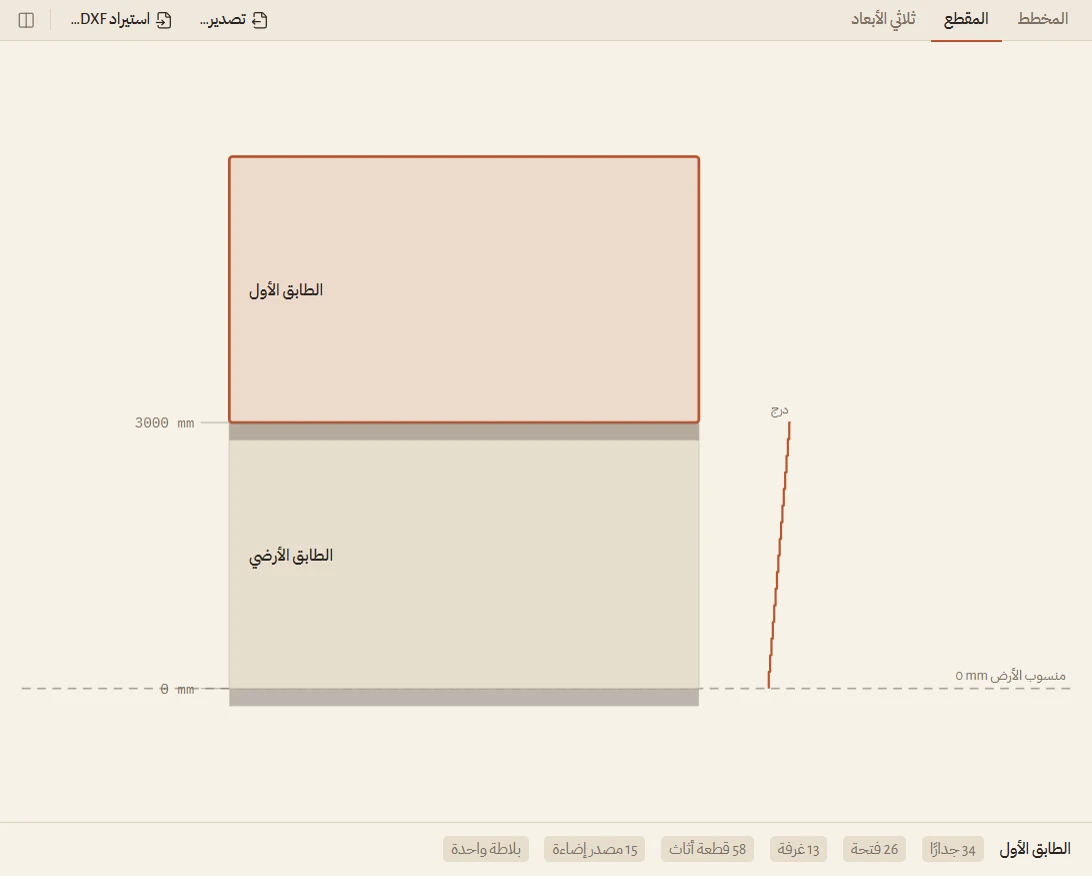 المخطط
المقطع
ثلاثي الأبعاد
تصدير...
استيراد DXF...
الطابق الأول
3000 mm
درج
الطابق الأرضي
منسوب الأرض 0 mm
0 mm
الطابق الأول
34 جدارًا
26 فتحة
13 غرفة
58 قطعة أثاث
15 مصدر إضاءة
بلاطة واحدة